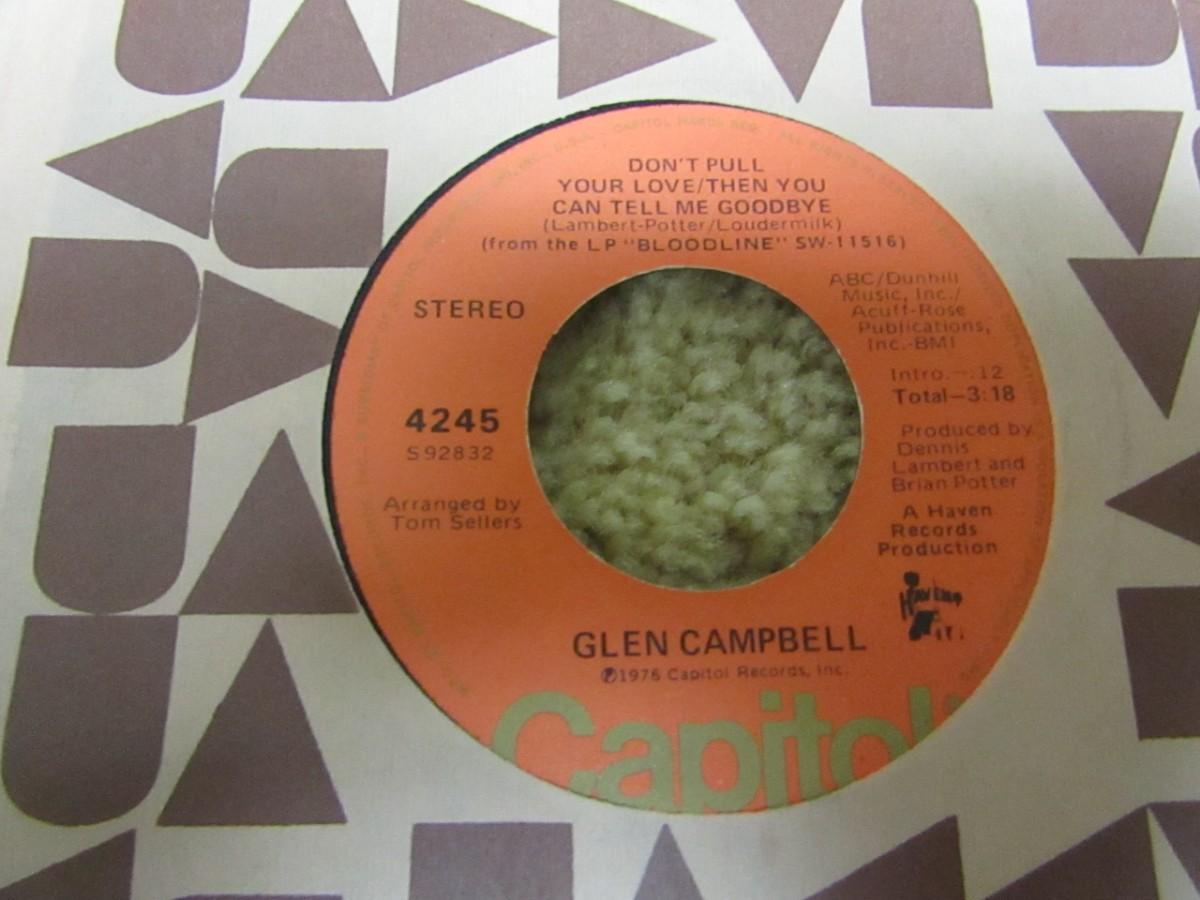 DON'T PULL
YOUR LOVE/THEN YOU
CAN TELL ME GOODBYE
(Lambert-Potter/Loudermilk)
(from the LP "BLOODLINE" SW-11516)
STEREO
4245
S92832
Arranged by
Tom Sellers
ABC/Dunhill
Music, Inc./
Acuff-Rose
Publications,
Inc.-BMI
Intro.—:12
Total—3:18
Produced by
Dennis
Lambert and
Brian Potter
A Haven
Records
Production
GLEN CAMPBELL
℗1976 Capitol Records, Inc.
Capitol